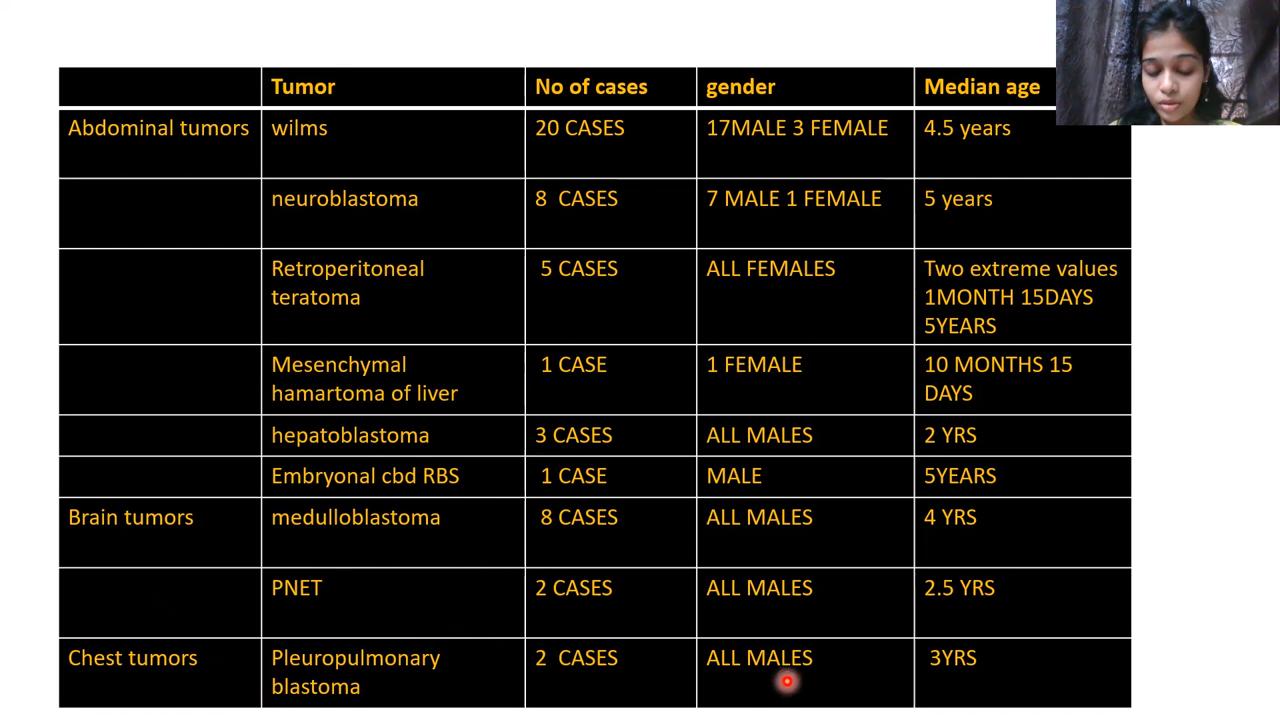 Tumor No of cases gender Median age
Abdominal tumors wilms 20 CASES 17MALE 3 FEMALE 4.5 years
neuroblastoma 8 CASES 7 MALE 1 FEMALE 5 years
Retroperitoneal 5 CASES ALL FEMALES Two extreme values
teratoma 1MONTH 15DAYS
5YEARS
Mesenchymal 1 CASE 1 FEMALE 10 MONTHS 15
hamartoma of liver DAYS
hepatoblastoma 3 CASES ALL MALES 2 YRS
Embryonal cbd RBS 1 CASE MALE 5YEARS
Brain tumors medulloblastoma 8 CASES ALL MALES 4 YRS
PNET 2 CASES ALL MALES 2.5 YRS
Chest tumors Pleuropulmonary 2 CASES ALL MALES 3YRS
blastoma